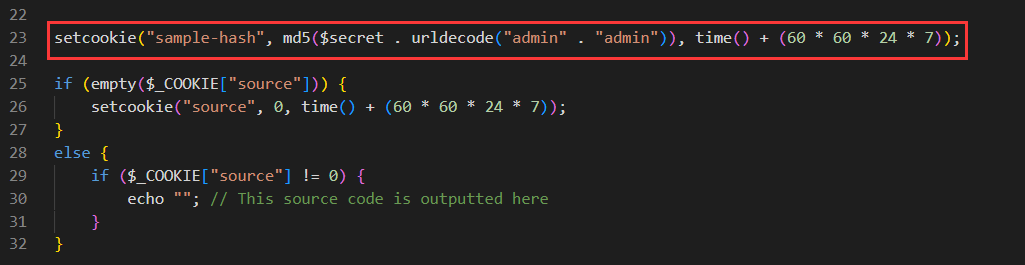 22
23 setcookie("sample-hash", md5($secret . urldecode("admin" . "admin")), time() + (60 * 60 * 24 * 7));
24
25 if (empty($_COOKIE["source"])) {
26     setcookie("source", 0, time() + (60 * 60 * 24 * 7));
27 }
28 else {
29     if ($_COOKIE["source"] != 0) {
30         echo ""; // This source code is outputted here
31     }
32 }